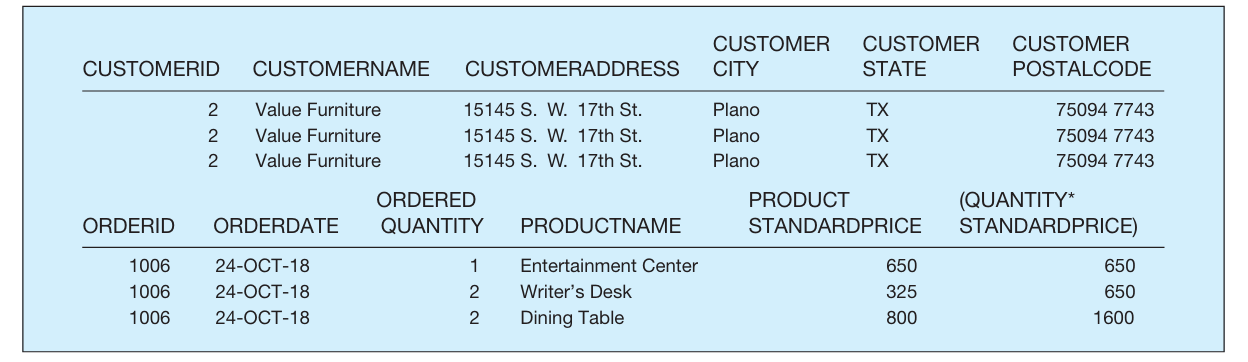 CUSTOMER CUSTOMER CUSTOMER
CUSTOMERID CUSTOMERNAME CUSTOMERADDRESS CITY STATE POSTALCODE
2 Value Furniture 15145 S. W. 17th St. Plano TX 75094 7743
2 Value Furniture 15145 S. W. 17th St. Plano TX 75094 7743
2 Value Furniture 15145 S. W. 17th St. Plano TX 75094 7743
ORDERED PRODUCT (QUANTITY*
ORDERID ORDERDATE QUANTITY PRODUCTNAME STANDARDPRICE STANDARDPRICE)
1006 24-OCT-18 1 Entertainment Center 650 650
1006 24-OCT-18 2 Writer's Desk 325 650
1006 24-OCT-18 2 Dining Table 800 1600